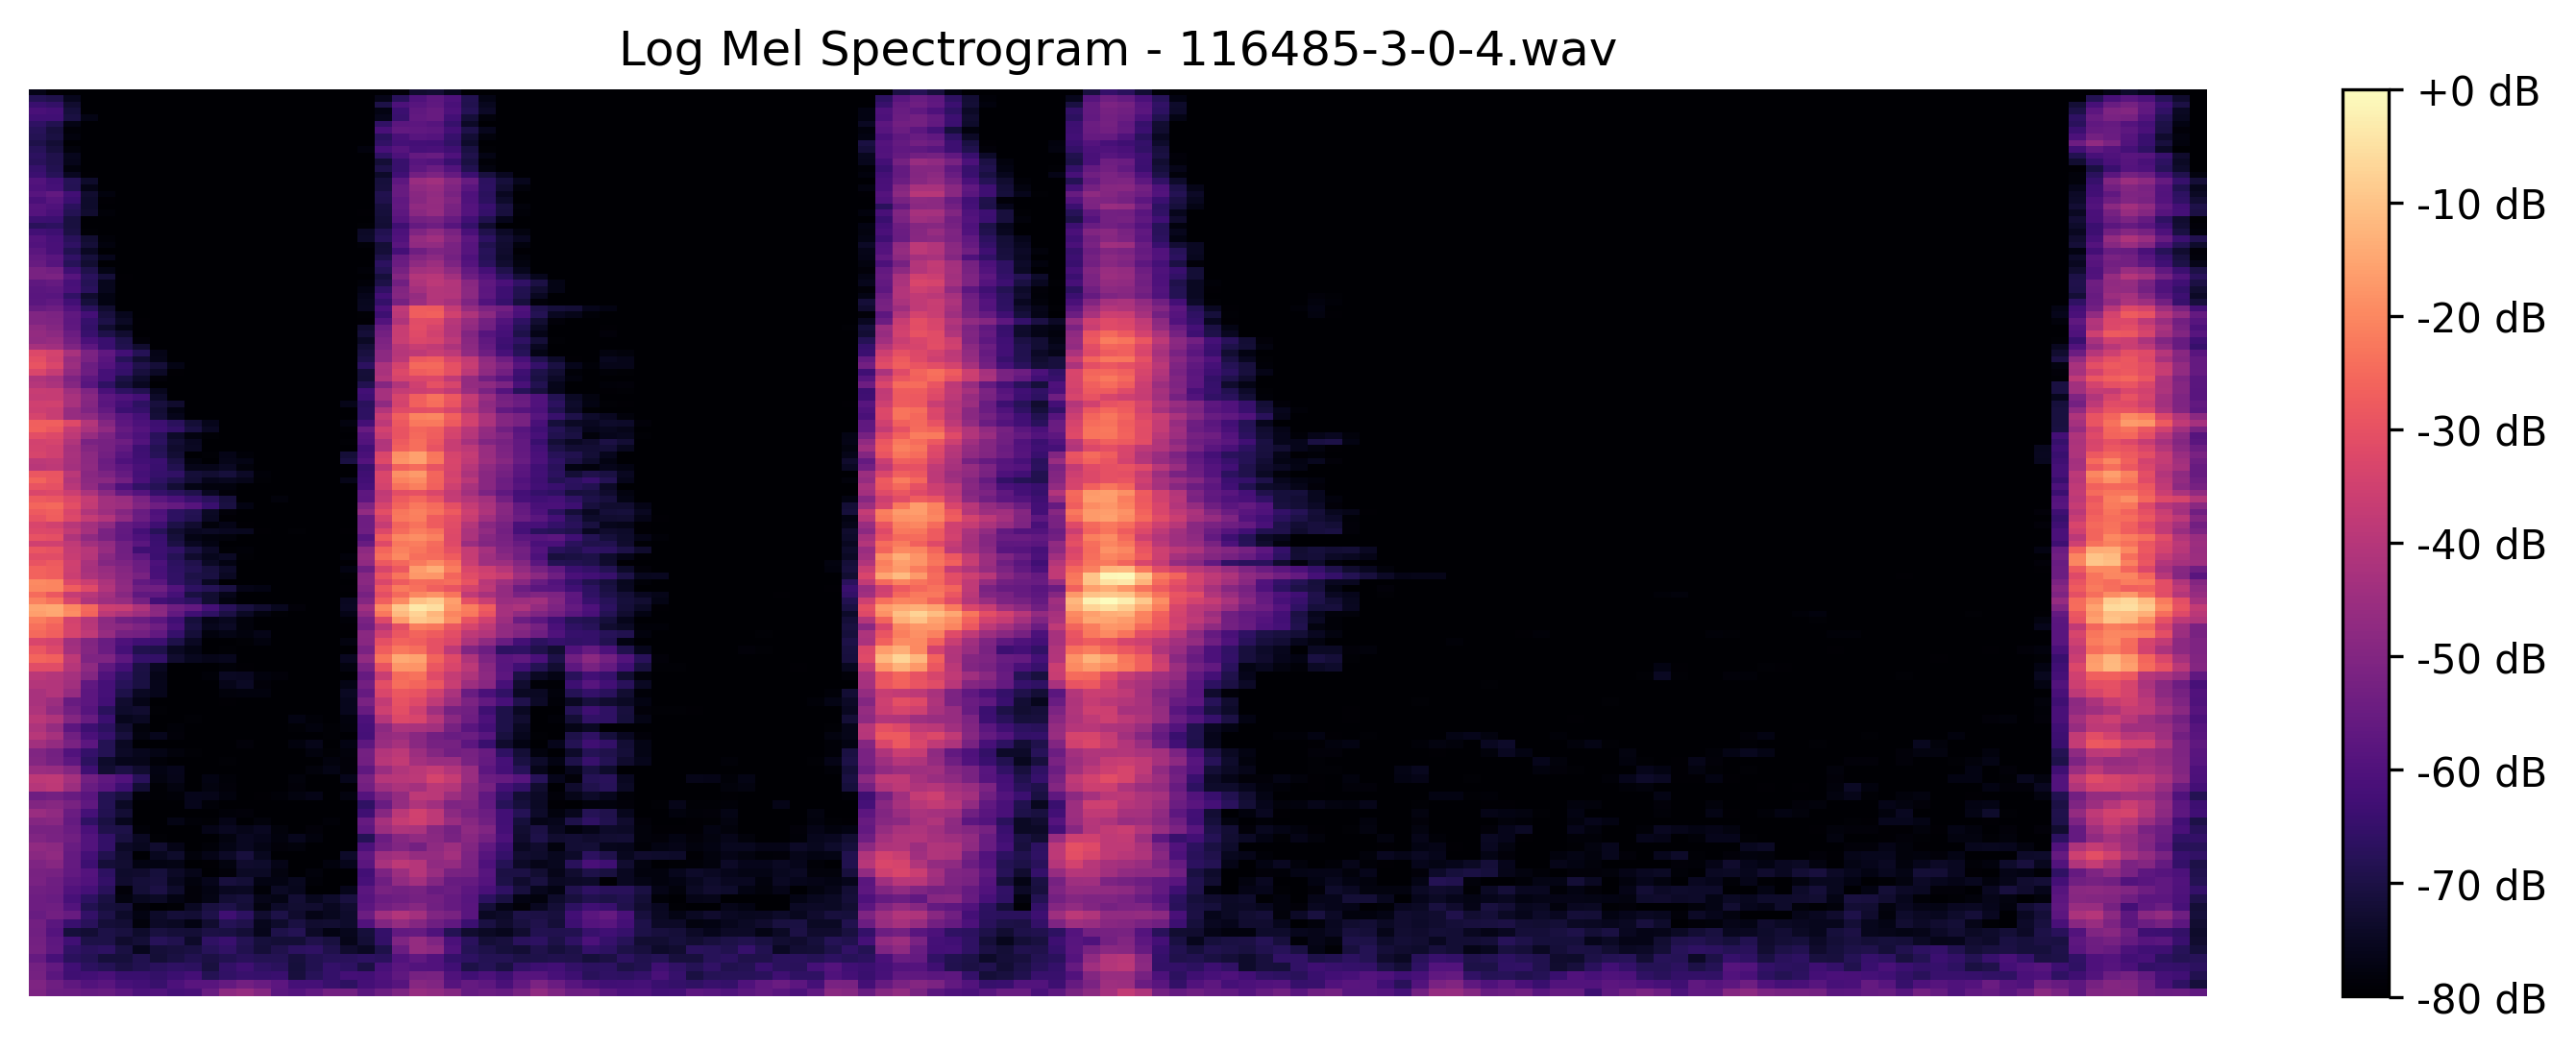 Log Mel Spectrogram - 116485-3-0-4.wav
+0 dB
-10 dB
-20 dB
-30 dB
-40 dB
-50 dB
-60 dB
-70 dB
-80 dB